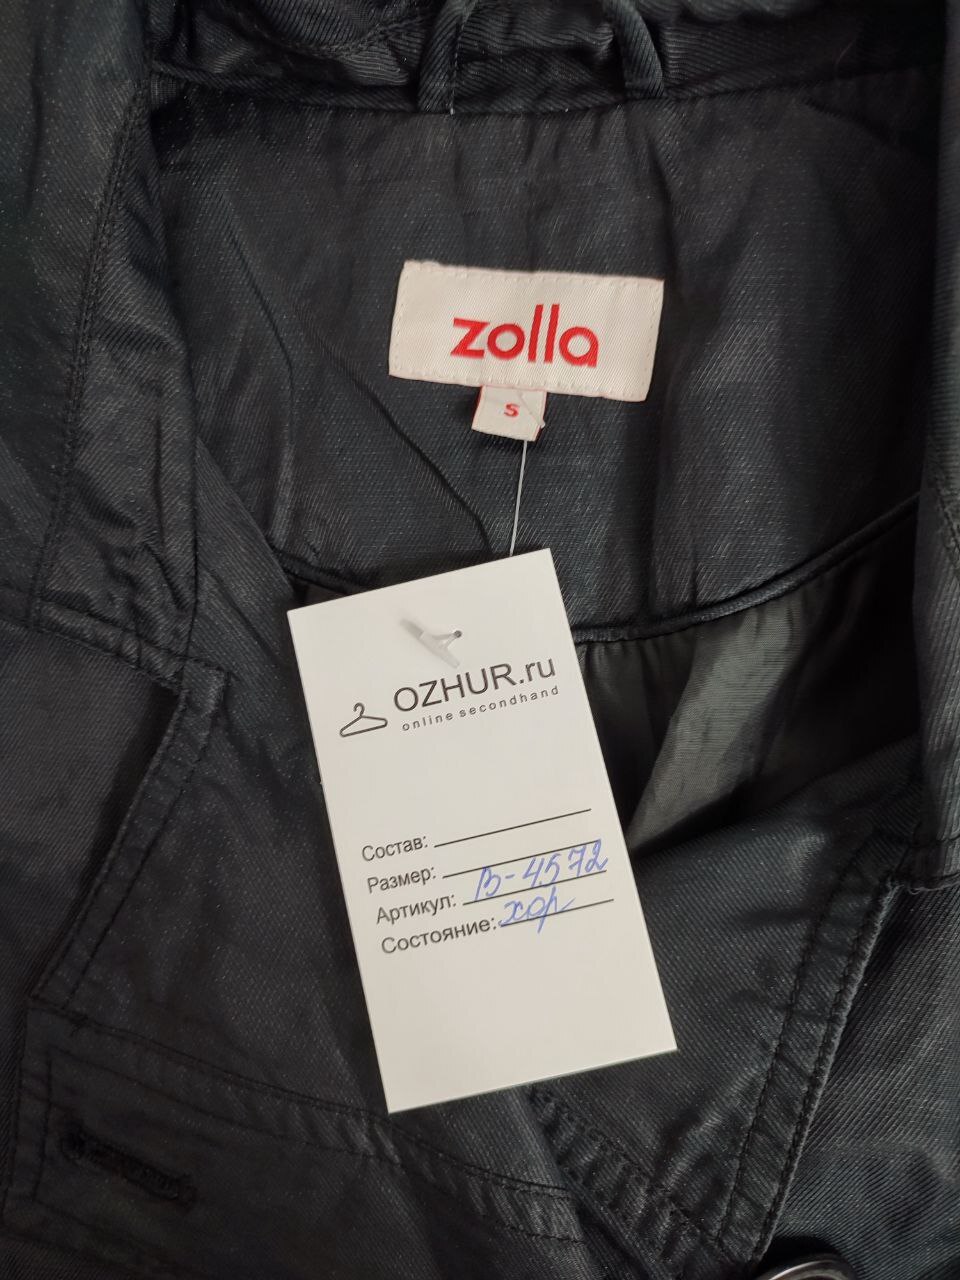 zolla
S
OZHUR.ru
online secondhand
Состав:
Размер:
Артикул: В-4572
Состояние: хор